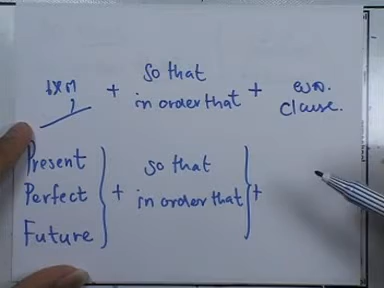 + so that + 
in order that
Clause.
Present
Perfect
Future
+ so that
in order that +